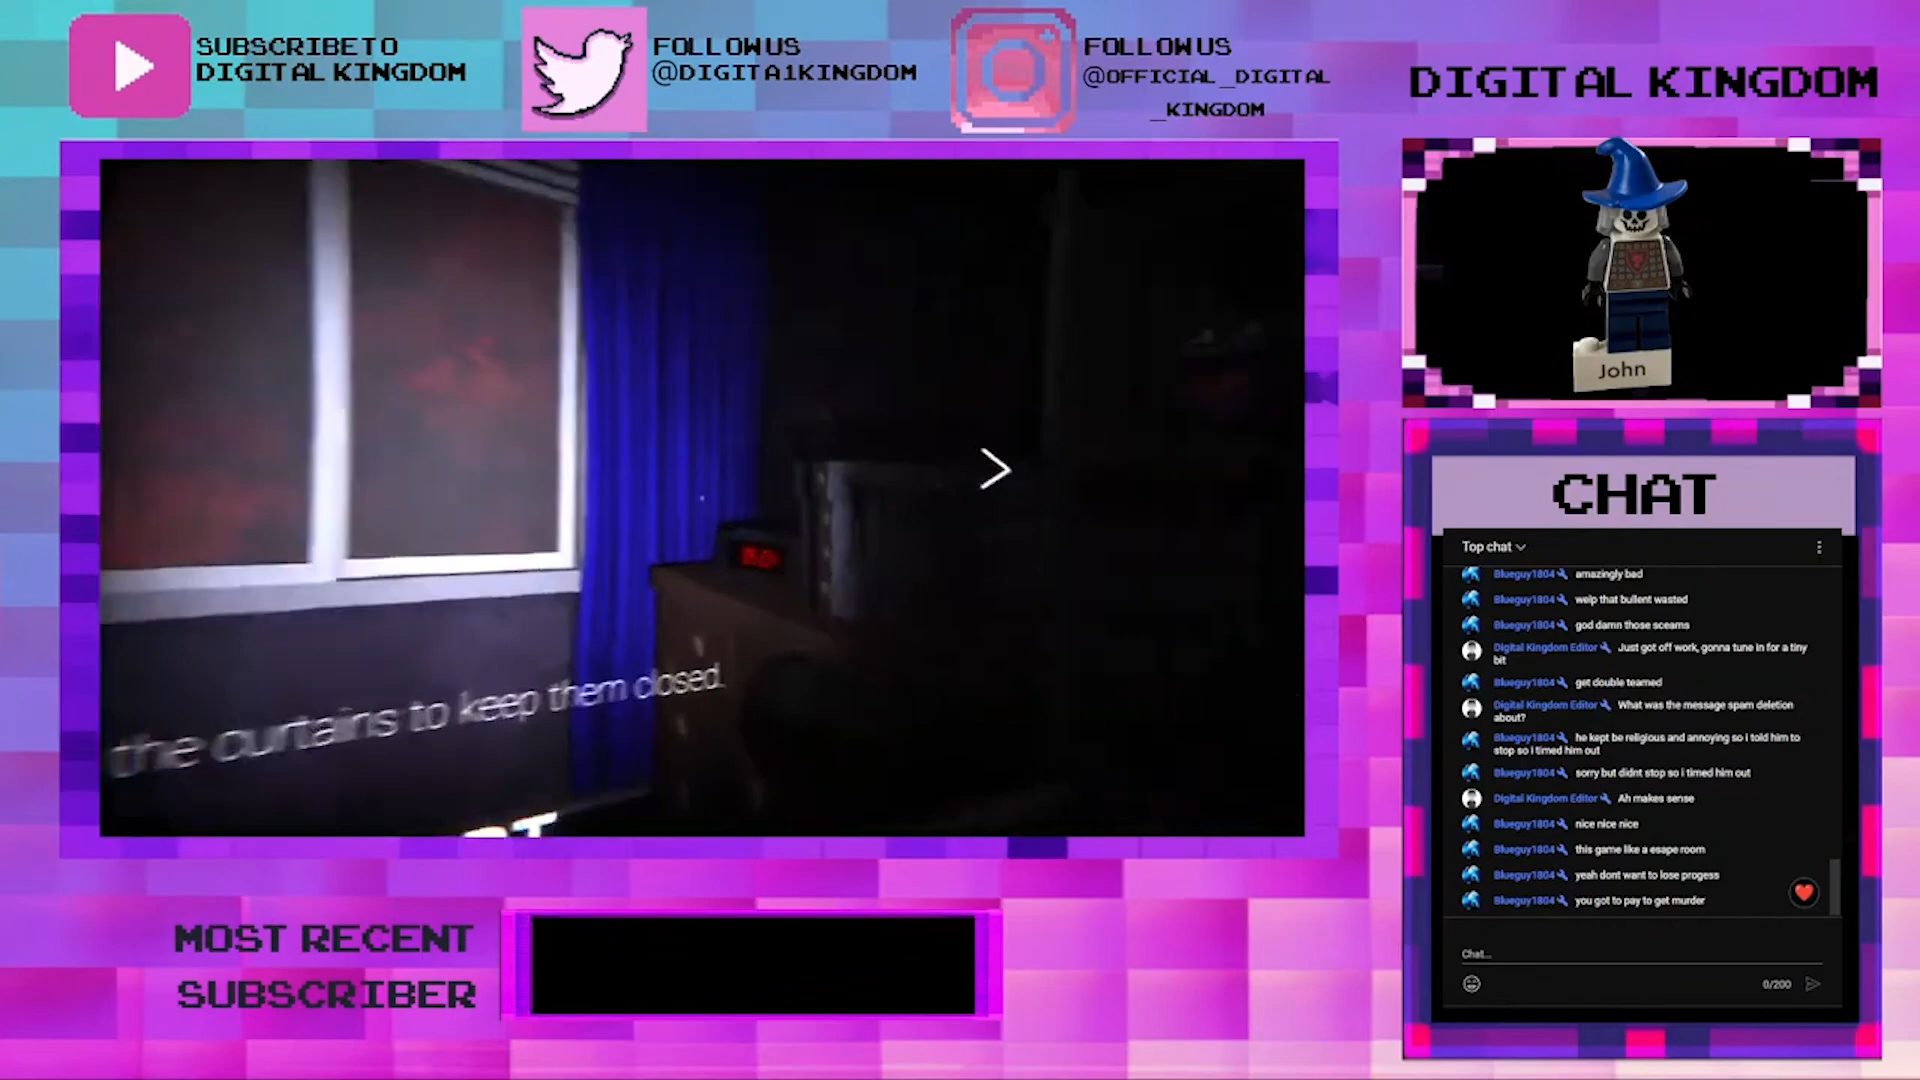 SUBSCRIBE TO
DIGITAL KINGDOM
FOLLOW US
@DIGITA1KINGDOM
FOLLOW US
@OFFICIAL_DIGITAL
_KINGDOM
DIGITAL KINGDOM
John
the curtains to keep them closed.
CHAT
Top chat
Blueguy1804 amazingly bad
Blueguy1804 welp that bullent wasted
Blueguy1804 god damn those sceams
Digital Kingdom Editor Just got off work, gonna tune in for a tiny
bit
Blueguy1804 get double teamed
Digital Kingdom Editor What was the message spam deletion
about?
Blueguy1804 he kept be religious and annoying so i told him to
stop so i timed him out
Blueguy1804 sorry but didnt stop so i timed him out
Digital Kingdom Editor Ah makes sense
Blueguy1804 nice nice nice
Blueguy1804 this game like a esape room
Blueguy1804 yeah dont want to lose progess
Blueguy1804 you got to pay to get murder
Chat...
0/200
MOST RECENT
SUBSCRIBER